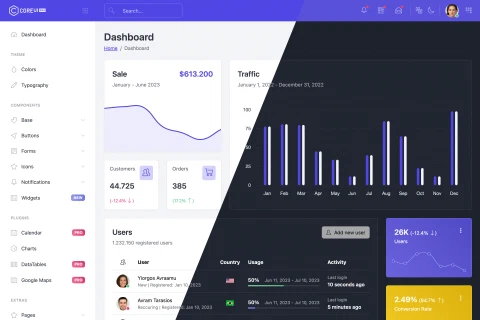 COREUI PRO
Search...
Dashboard
THEME
Colors
Typography
COMPONENTS
Base
Buttons
Forms
Icons
Notifications
Widgets NEW
PLUGINS
Calendar PRO
Charts
DataTables PRO
Google Maps PRO
EXTRAS
Pages
Dashboard
Home / Dashboard
Sale $613.200
January - June 2023
Customers
44.725
(-12.4% ↓)
Orders
385
(17.2% ↑)
Traffic
January 1, 2022 - December 31, 2022
100
75
50
25
0
Jan Feb Mar Apr May Jun Jul Aug Sep Oct Nov Dec
Users
1.232.150 registered users
Add new user
User Country Usage Activity
Yiorgos Avraamu
New | Registered: Jan 10, 2023
50% Jun 11, 2023 - Jul 10, 2023
Last login
10 seconds ago
Avram Tarasios
Recurring | Registered: Jan 10, 2023
50% Jun 11, 2023 - Jul 10, 2023
Last login
5 minutes ago
26K (-12.4% ↓)
Users
2.49% (84.7% ↑)
Conversion Rate